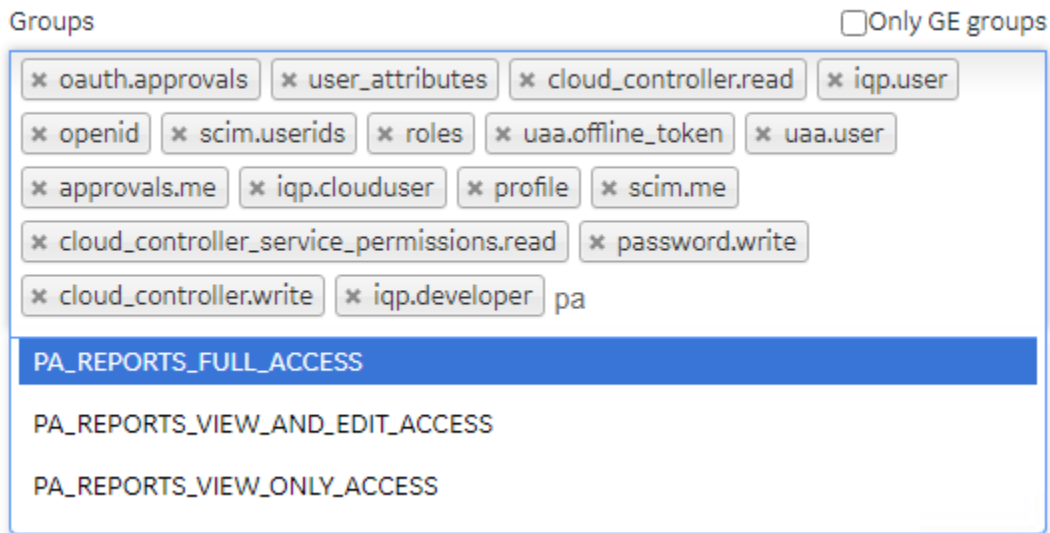 Groups Only GE groups
× oauth.approvals × user_attributes × cloud_controller.read × iqp.user
× openid × scim.userids × roles × uaa.offline_token × uaa.user
× approvals.me × iqp.clouduser × profile × scim.me
× cloud_controller_service_permissions.read × password.write
× cloud_controller.write × iqp.developer pa
PA_REPORTS_FULL_ACCESS
PA_REPORTS_VIEW_AND_EDIT_ACCESS
PA_REPORTS_VIEW_ONLY_ACCESS